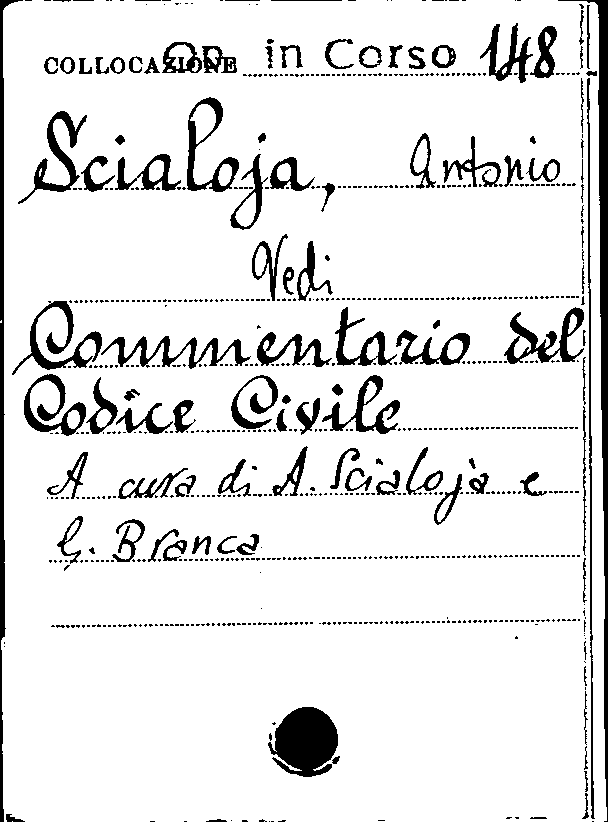 COLLOCAZIONE OP. in Corso 148
Scialoja, Antonio
Vedi
Commentario del
Codice Civile
A cura di A. Scialoja e
G. Branca